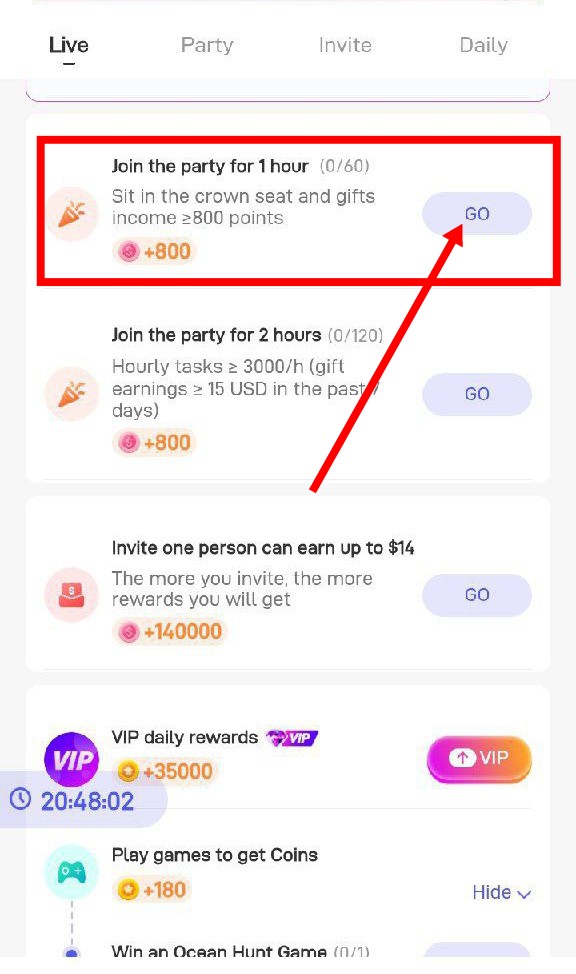 Live Party Invite Daily
Join the party for 1 hour (0/60)
Sit in the crown seat and gifts
income ≥800 points
+800
GO
Join the party for 2 hours (0/120)
Hourly tasks ≥ 3000/h (gift
earnings ≥ 15 USD in the past 7
days)
+800
GO
Invite one person can earn up to $14
The more you invite, the more
rewards you will get
+140000
GO
VIP
VIP daily rewards VIP
+35000
VIP
20:48:02
Play games to get Coins
+180
Hide
Win an Ocean Hunt Game (0/1)